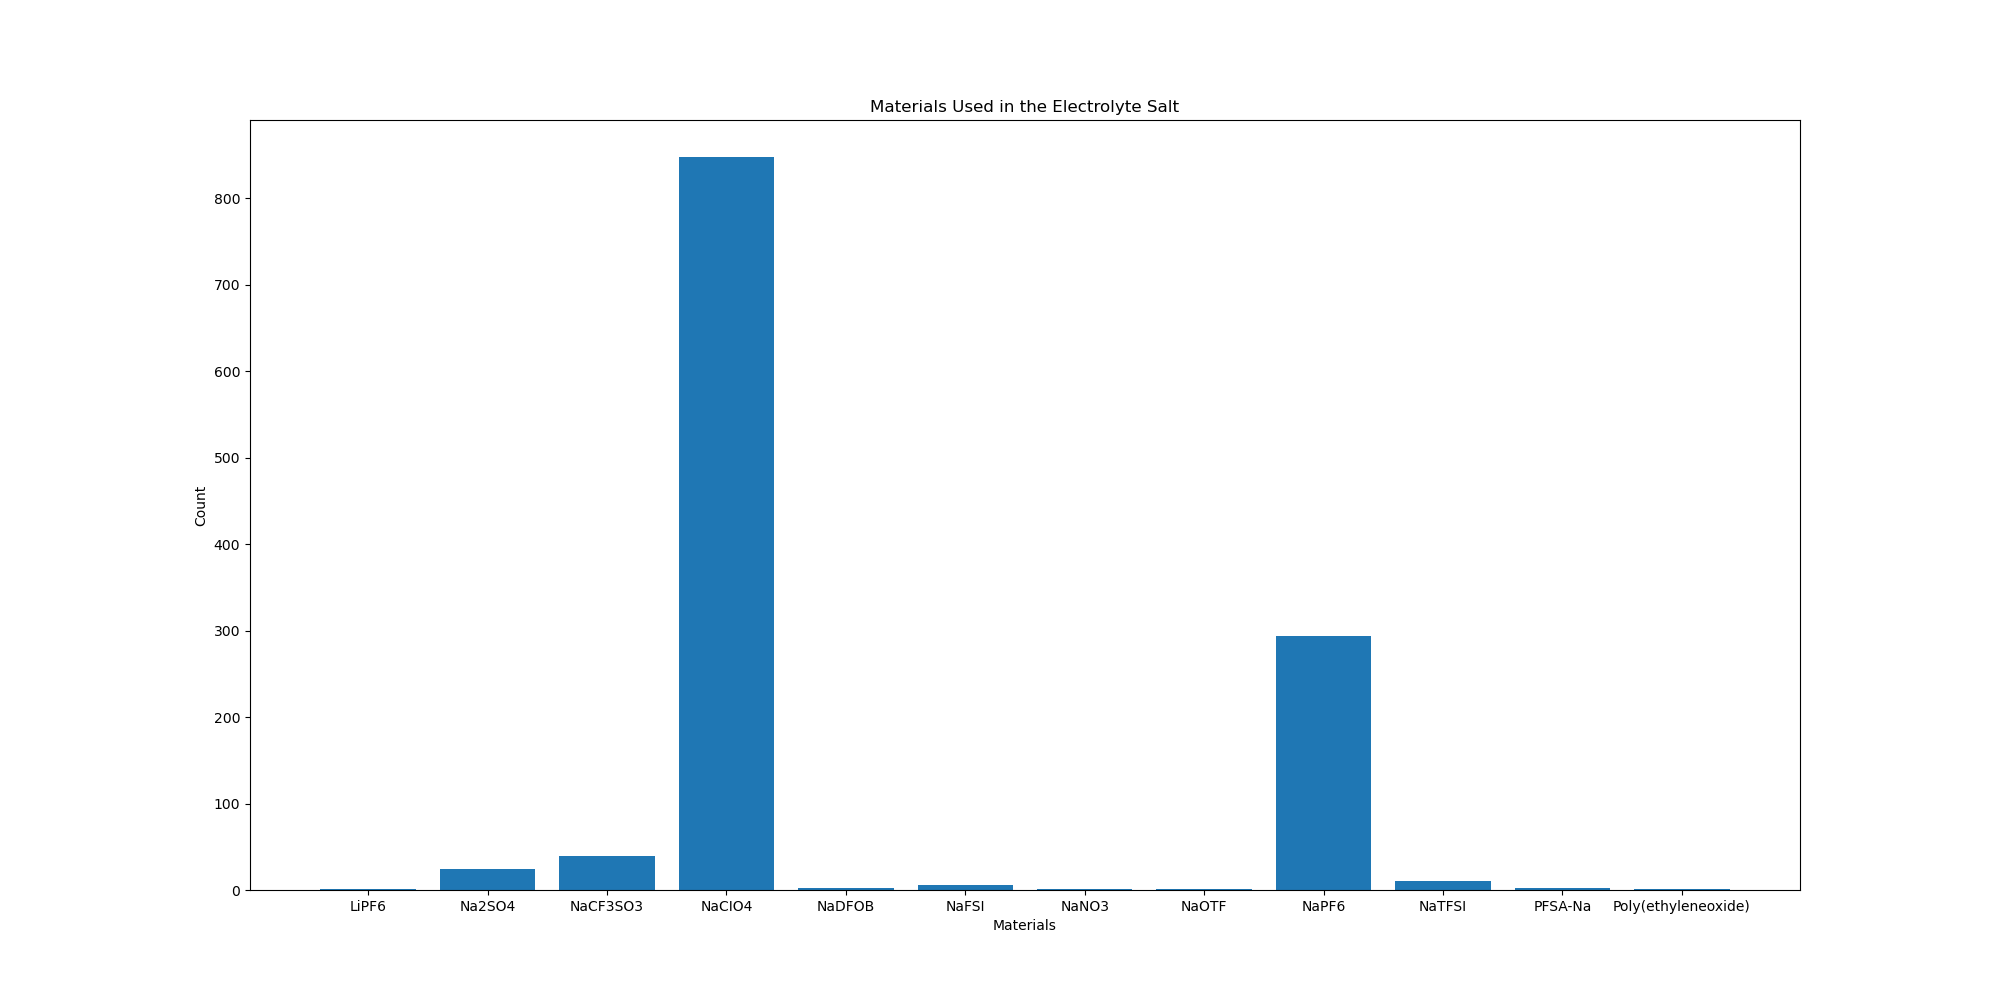 Materials Used in the Electrolyte Salt
800
700
600
500
400
300
200
100
0
Count
LiPF6 Na2SO4 NaCF3SO3 NaClO4 NaDFOB NaFSI NaNO3 NaOTF NaPF6 NaTFSI PFSA-Na Poly(ethyleneoxide)
Materials